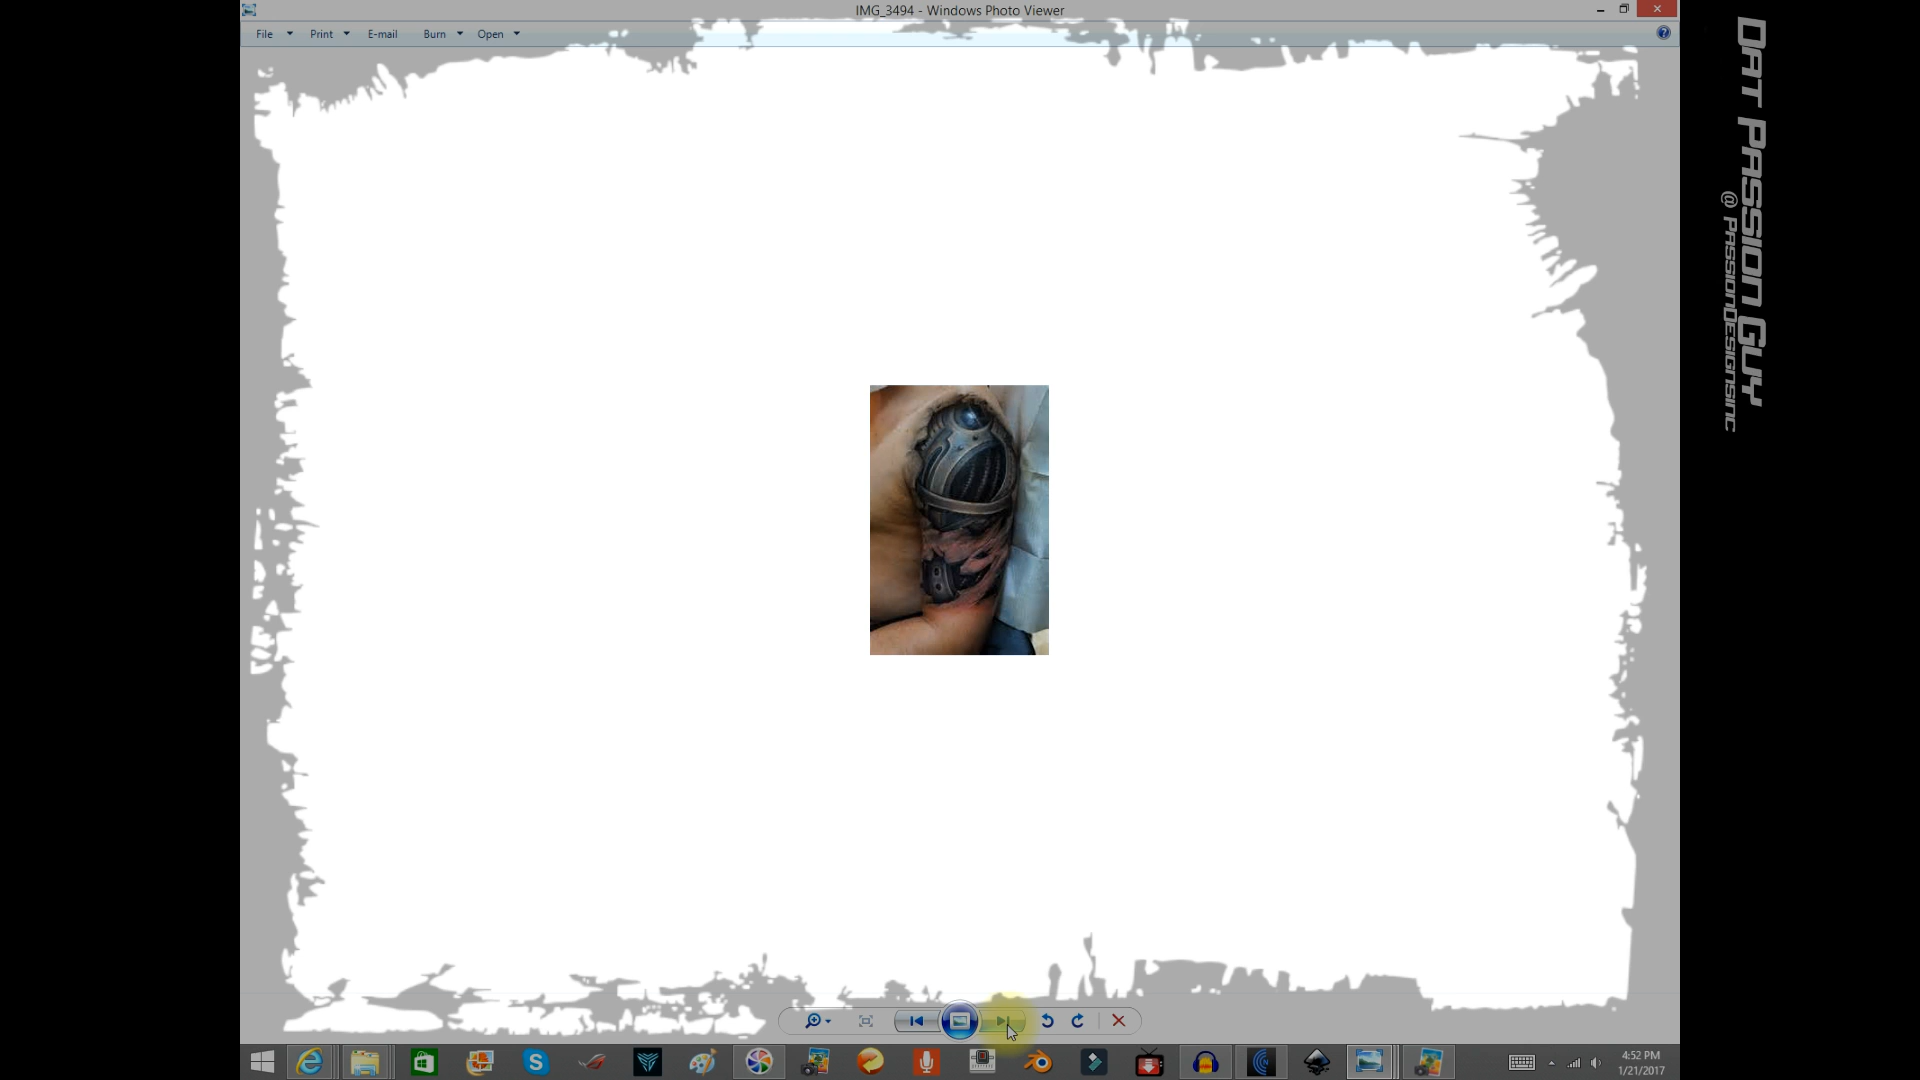 IMG_3494 - Windows Photo Viewer
File Print E-mail Burn Open
DAT PASSION GUY
@ PASSIONDESIGNSINC
4:52 PM
1/21/2017